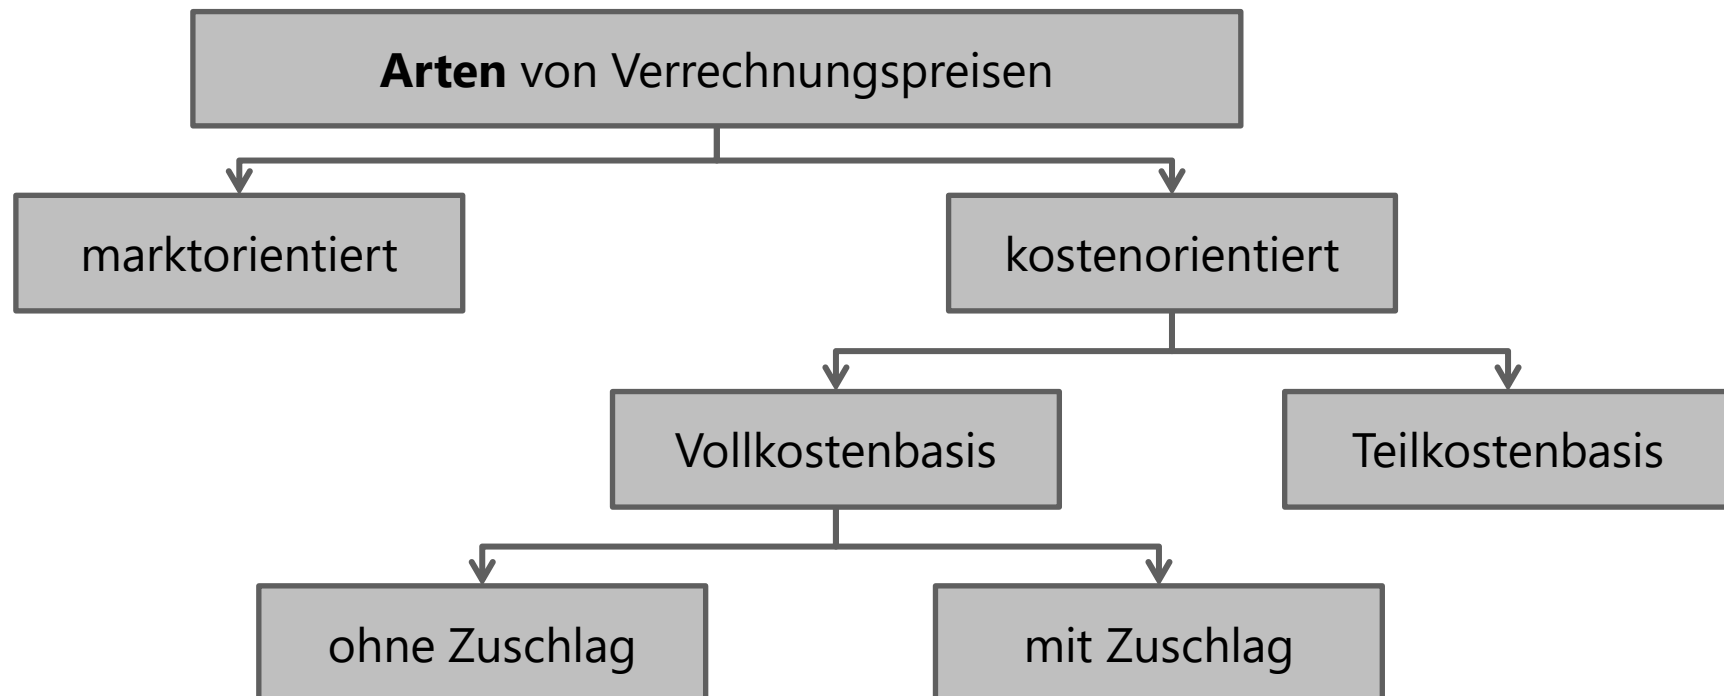 Arten von Verrechnungspreisen
marktorientiert
kostenorientiert
Vollkostenbasis
Teilkostenbasis
ohne Zuschlag
mit Zuschlag